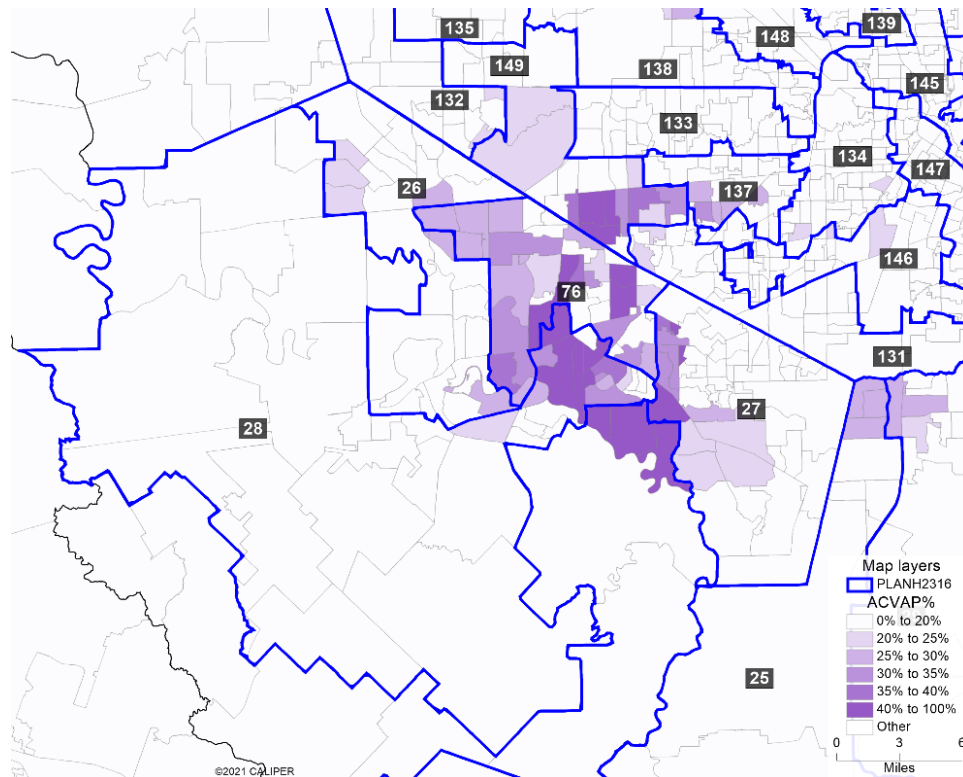 135
148
139
149
138
145
132
133
134
147
26
137
146
76
131
27
28
25
Map layers
PLANH2316
ACVAP%
0% to 20%
20% to 25%
25% to 30%
30% to 35%
35% to 40%
40% to 100%
Other
0 3 6
Miles
©2021 CALIPER